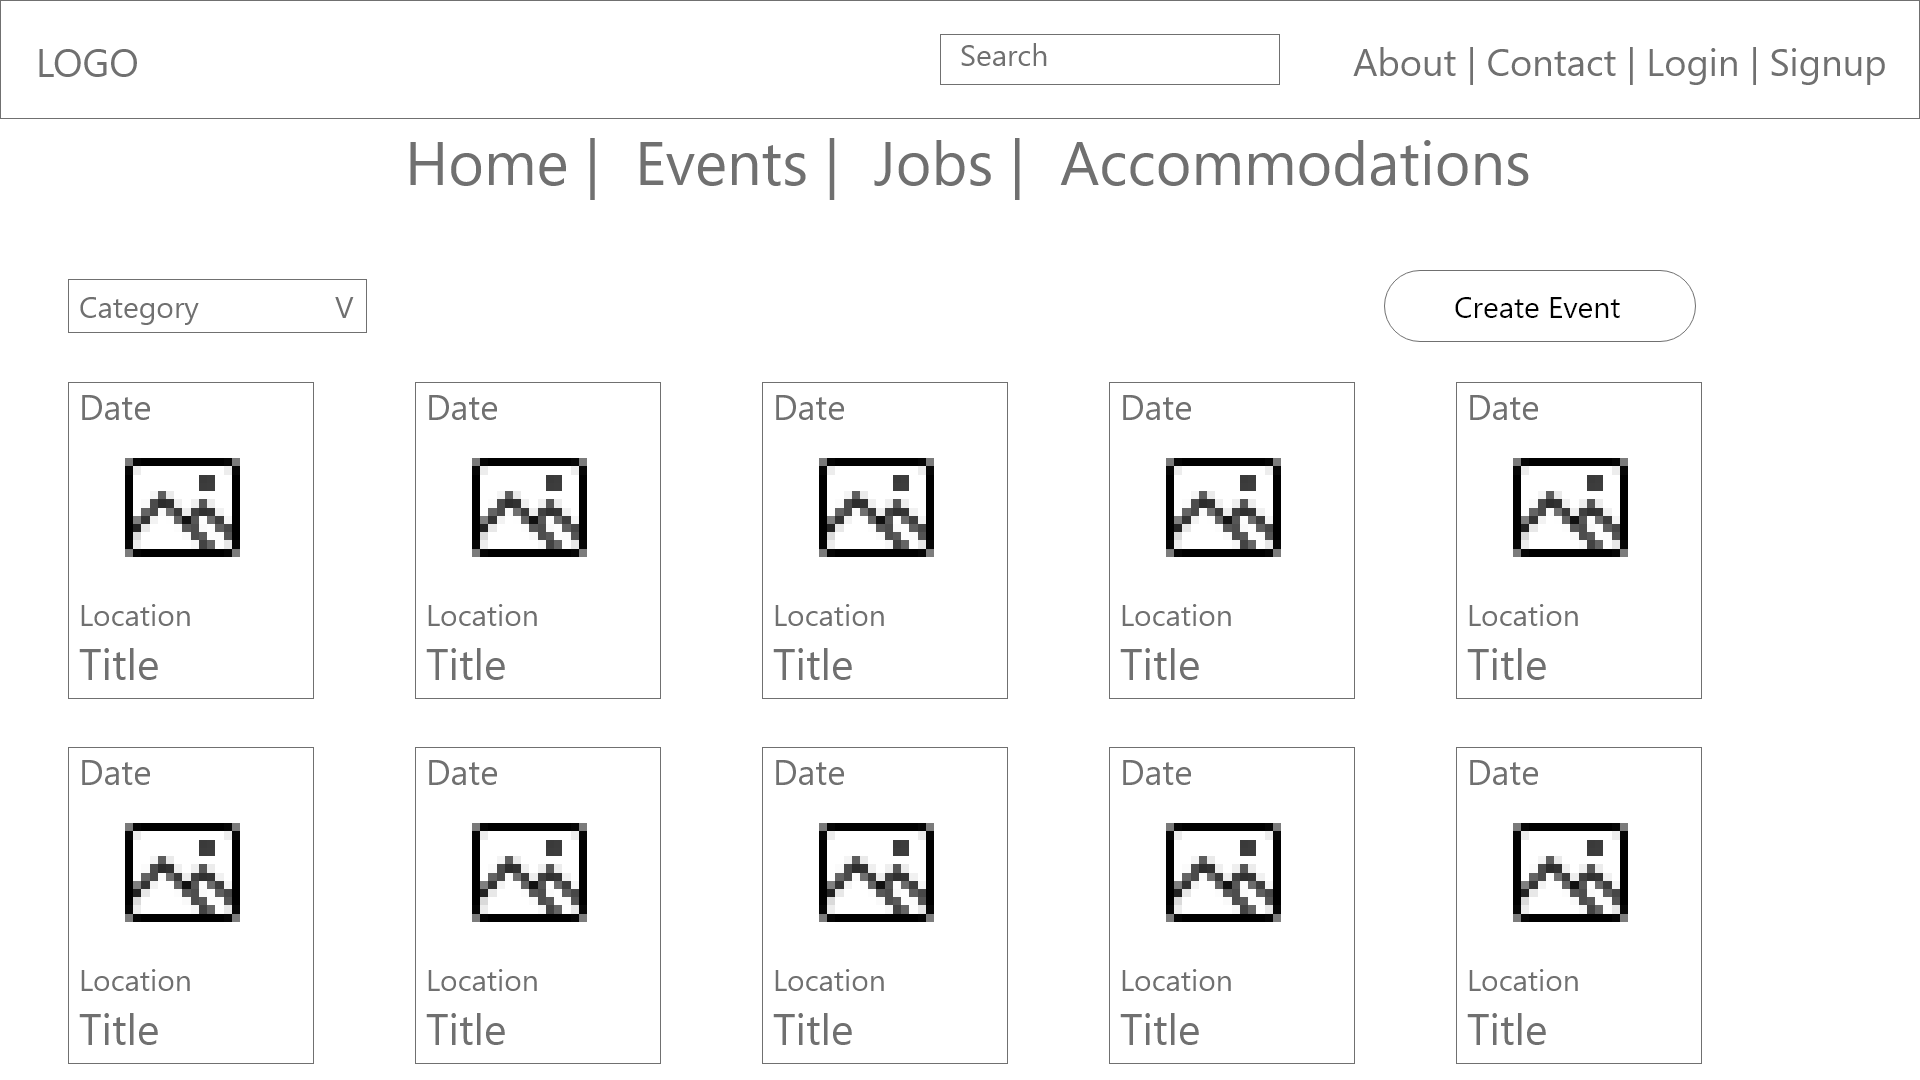 LOGO Search About | Contact | Login | Signup
Home | Events | Jobs | Accommodations
Category V Create Event
Date Date Date Date Date
Location Location Location Location Location
Title Title Title Title Title
Date Date Date Date Date
Location Location Location Location Location
Title Title Title Title Title